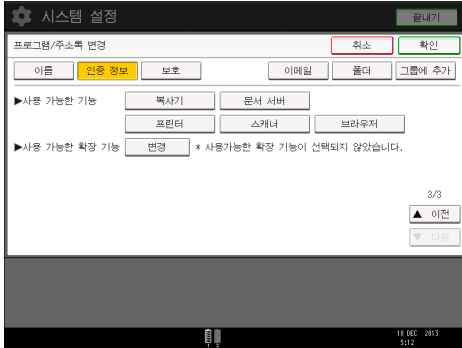 시스템 설정 끝내기
프로그램/주소록 변경 취소 확인
이름 인증 정보 보호 이메일 폴더 그룹에 추가
▶사용 가능한 기능 복사기 문서 서버
프린터 스캐너 브라우저
▶사용 가능한 확장 기능 변경 * 사용가능한 확장 기능이 선택되지 않았습니다.
3/3
▲ 이전
▼ 다음
10 DEC 2013
5:12